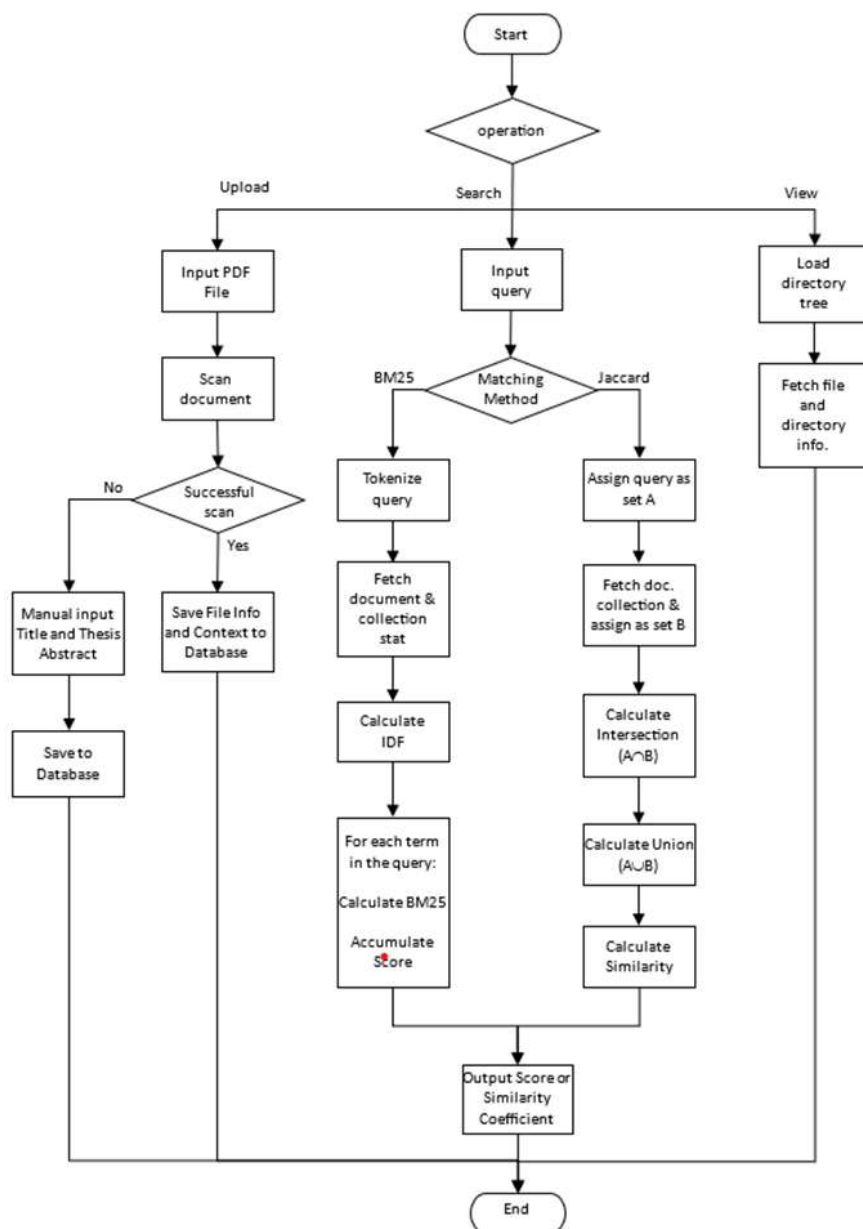 Start
operation
Upload
Search
View
Input PDF
File
Input
query
Load
directory
tree
Scan
document
BM25
Matching
Method
Jaccard
Fetch file
and
directory
info.
No
Successful
scan
Yes
Tokenize
query
Assign query as
set A
Manual input
Title and Thesis
Abstract
Save File Info
and Context to
Database
Fetch
document &
collection
stat
Fetch doc.
collection &
assign as set B
Save to
Database
Calculate
IDF
Calculate
Intersection
(A∩B)
For each term
in the query:
Calculate BM25
Accumulate
Score
Calculate Union
(A∪B)
Calculate
Similarity
Output Score or
Similarity
Coefficient
End